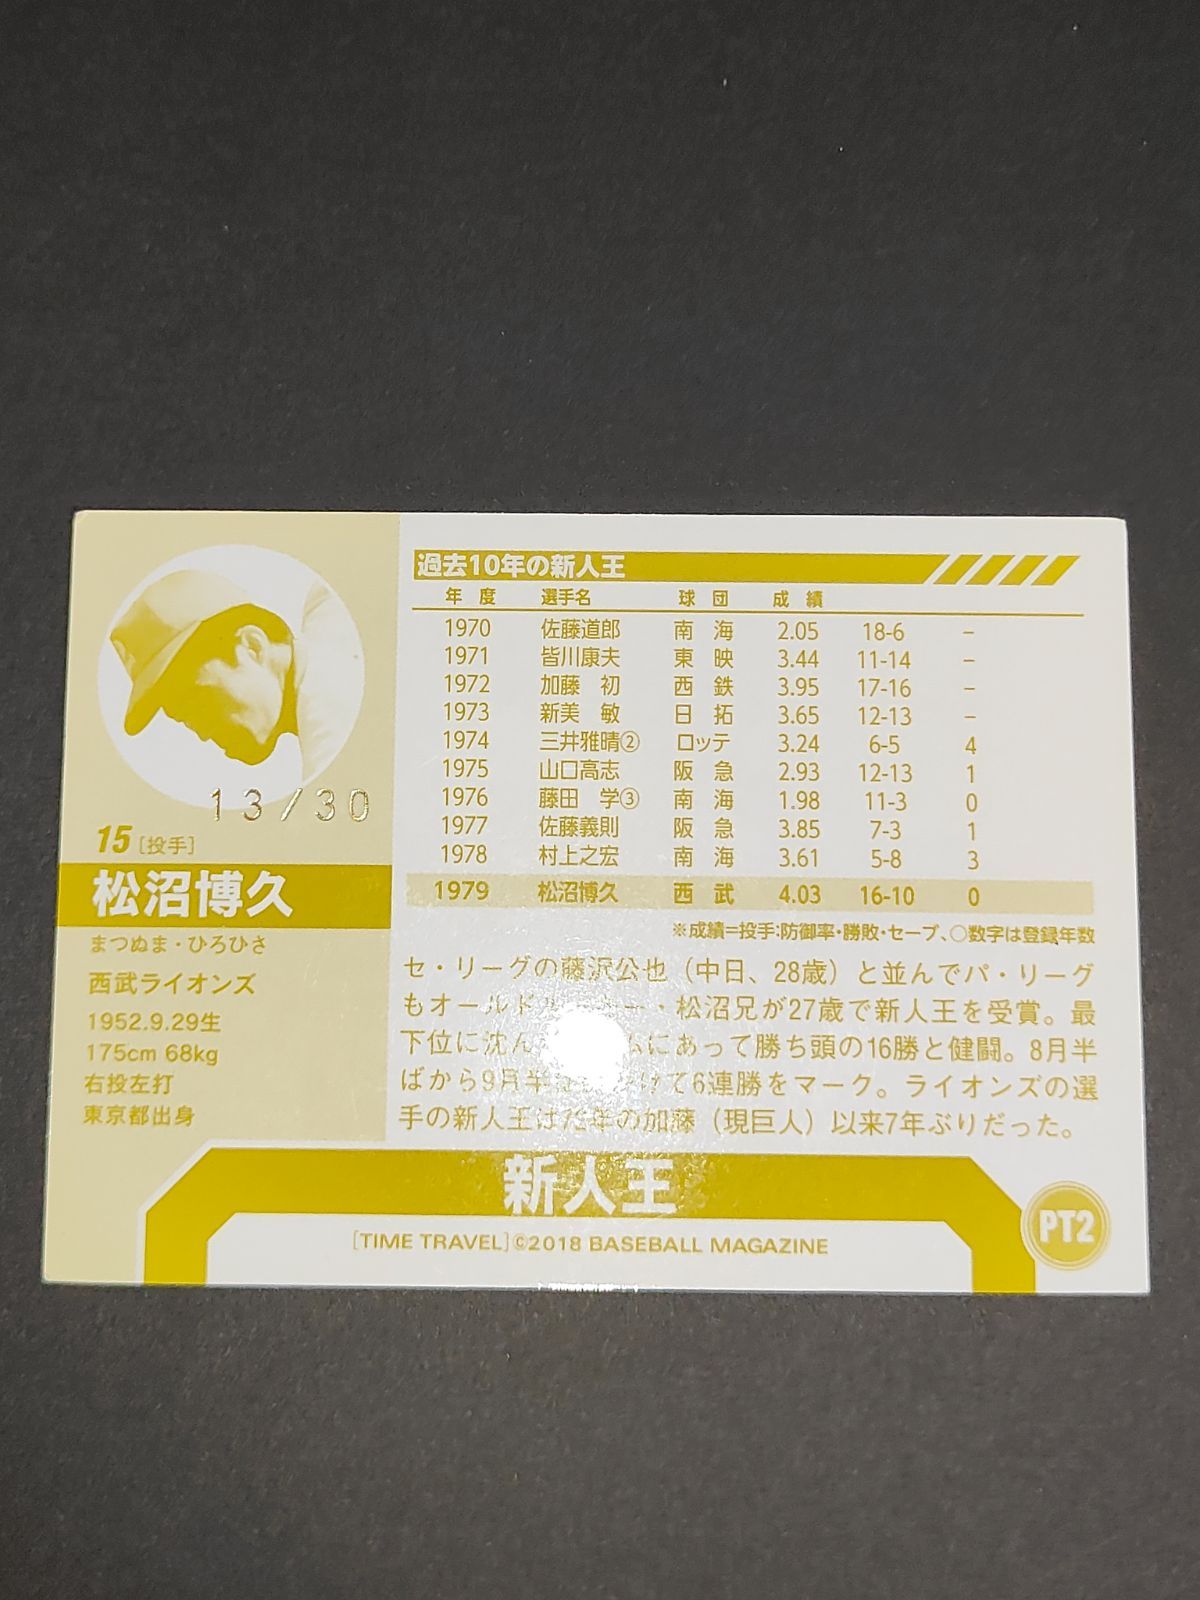 過去10年の新人王
年 度 選手名 球 団 成 績
1970 佐藤道郎 南 海 2.05 18-6 –
1971 皆川康夫 東 映 3.44 11-14 –
1972 加藤 初 西 鉄 3.95 17-16 –
1973 新美 敏 日 拓 3.65 12-13 –
1974 三井雅晴② ロッテ 3.24 6-5 4
1975 山口高志 阪 急 2.93 12-13 1
1976 藤田 学③ 南 海 1.98 11-3 0
1977 佐藤義則 阪 急 3.85 7-3 1
1978 村上之宏 南 海 3.61 5-8 3
1979 松沼博久 西 武 4.03 16-10 0
※成績=投手:防御率・勝敗・セーブ、○数字は登録年数
13/30
15 [投手]
松沼博久
まつぬま・ひろひさ
西武ライオンズ
1952.9.29生
175cm 68kg
右投左打
東京都出身
セ・リーグの藤沢公也（中日、28歳）と並んでパ・リーグ
もオールドルーキー・松沼兄が27歳で新人王を受賞。最
下位に沈ん にあって勝ち頭の16勝と健闘。8月半
ばから9月半 けて6連勝をマーク。ライオンズの選
手の新人王は72年の加藤（現巨人）以来7年ぶりだった。
新人王
[TIME TRAVEL]©2018 BASEBALL MAGAZINE
PT2